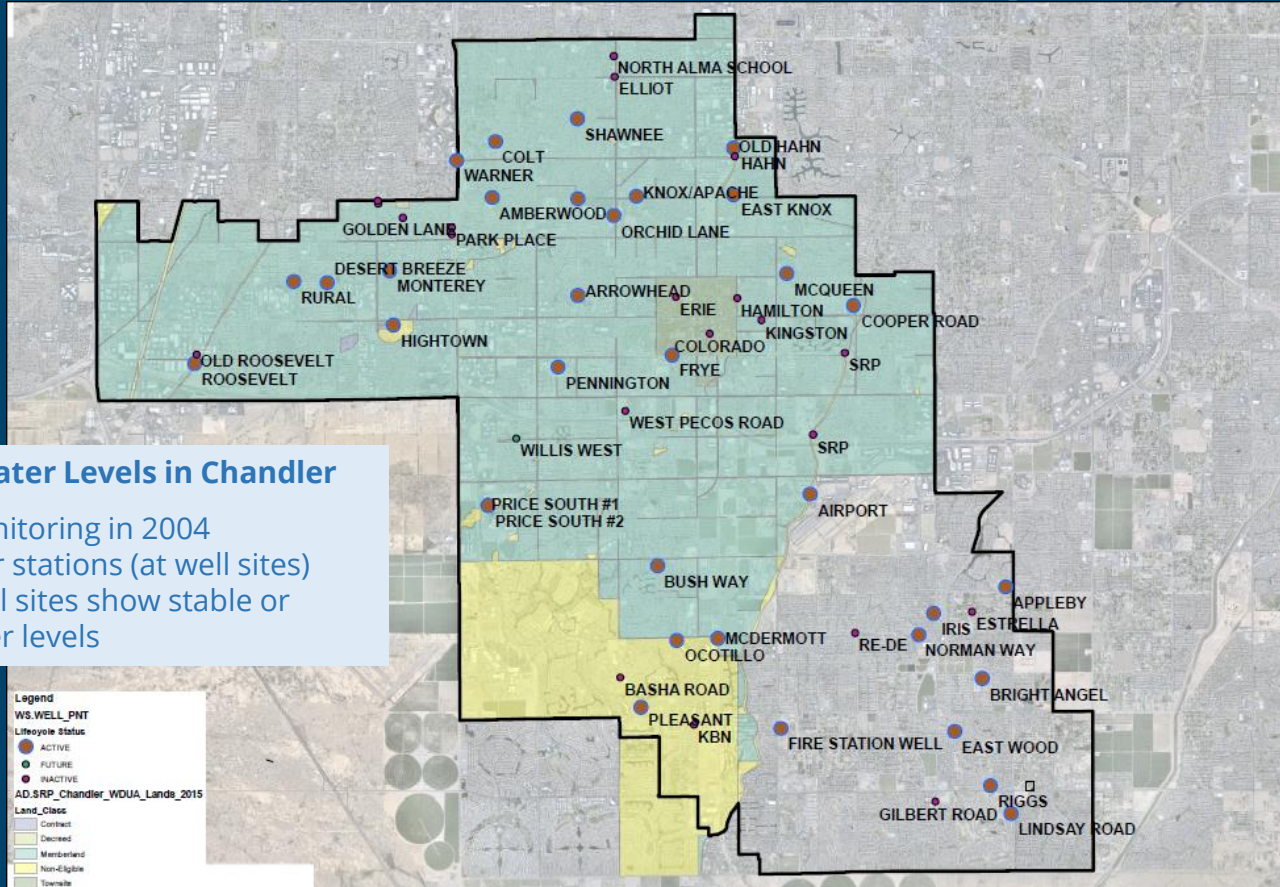 NORTH ALMA SCHOOL
ELLIOT
SHAWNEE
COLT
OLD HAHN
HAHN
WARNER
KNOX/APACHE
EAST KNOX
AMBERWOOD
ORCHID LANE
GOLDEN LANE
PARK PLACE
DESERT BREEZE
MONTEREY
RURAL
MCQUEEN
ARROWHEAD
ERIE
HAMILTON
COOPER ROAD
KINGSTON
HIGHTOWN
COLORADO
OLD ROOSEVELT
ROOSEVELT
FRYE
SRP
PENNINGTON
WEST PECOS ROAD
WILLIS WEST
SRP
ater Levels in Chandler
nitoring in 2004
r stations (at well sites)
l sites show stable or
er levels
PRICE SOUTH #1
PRICE SOUTH #2
AIRPORT
BUSH WAY
APPLEBY
IRIS
ESTRELLA
MCDERMOTT
OCOTILLO
RE-DE
NORMAN WAY
BASHA ROAD
BRIGHT ANGEL
PLEASANT
KBN
FIRE STATION WELL
EAST WOOD
RIGGS
GILBERT ROAD
LINDSAY ROAD
Legend
WS.WELL_PNT
Lifecycle Status
ACTIVE
FUTURE
INACTIVE
AD.SRP_Chandler_WDUA_Lands_2015
Land_Class
Contract
Decreed
Memberland
Non-Eligible
Townsite